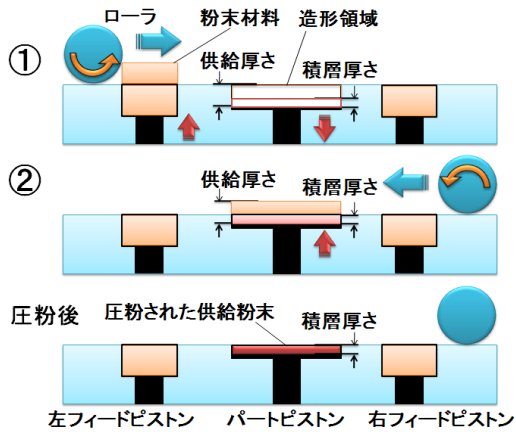 ローラ
粉末材料
造形領域
①
供給厚さ
積層厚さ
②
供給厚さ
積層厚さ
圧粉後
圧粉された供給粉末
積層厚さ
左フィードピストン
パートピストン
右フィードピストン